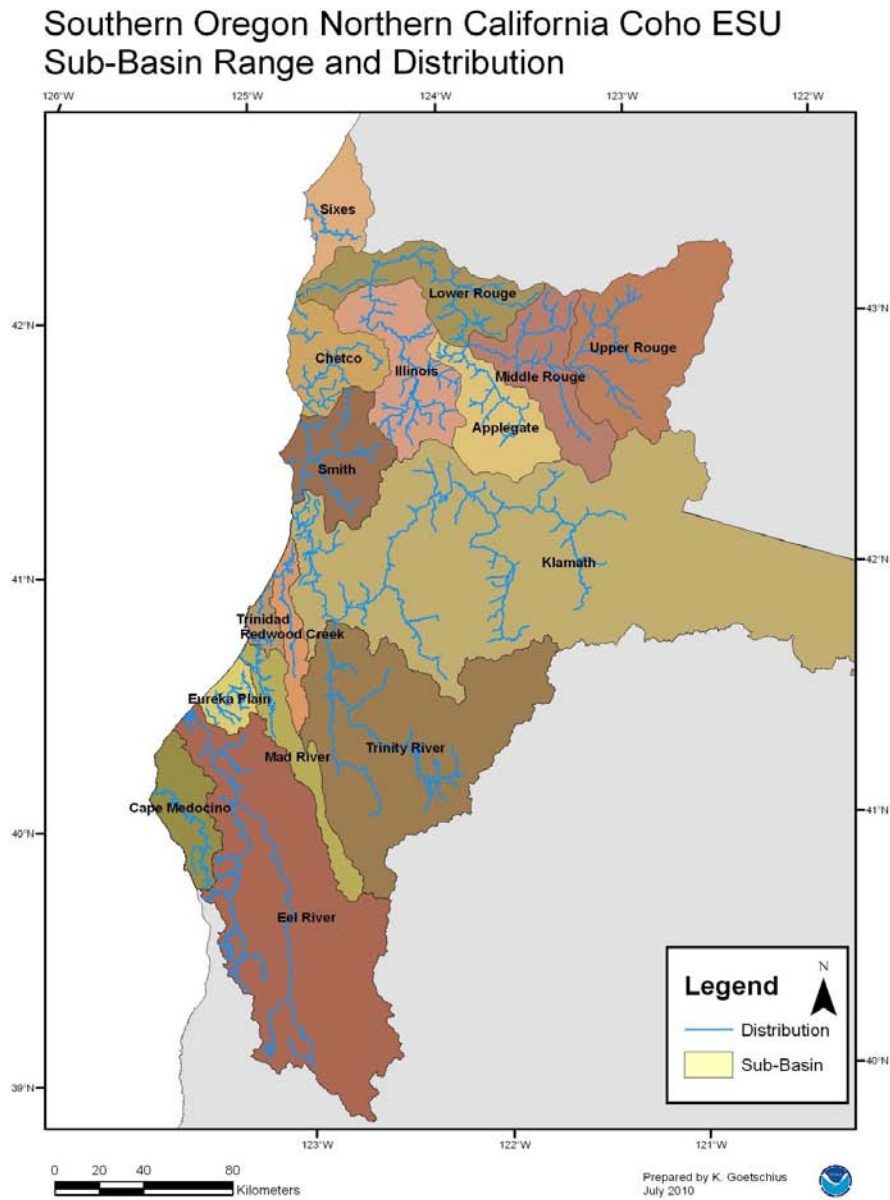 Southern Oregon Northern California Coho ESU
Sub-Basin Range and Distribution
126°W 125°W 124°W 123°W 122°W
Sixes
Lower Rouge
43°N
42°N
Upper Rouge
Chetco
Illinois
Middle Rouge
Applegate
Smith
Klamath
42°N
41°N
Trinidad
Redwood Creek
Eureka Plain
Trinity River
Mad River
Cape Medocino
41°N
40°N
Eel River
N
Legend
Distribution
Sub-Basin
40°N
39°N
123°W 122°W 121°W
0 20 40 80
Kilometers
Prepared by K. Goetschius
July 2010